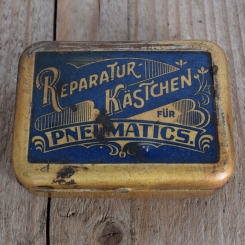 REPARATUR-
KÄSTCHEN
FÜR
PNEUMATICS.